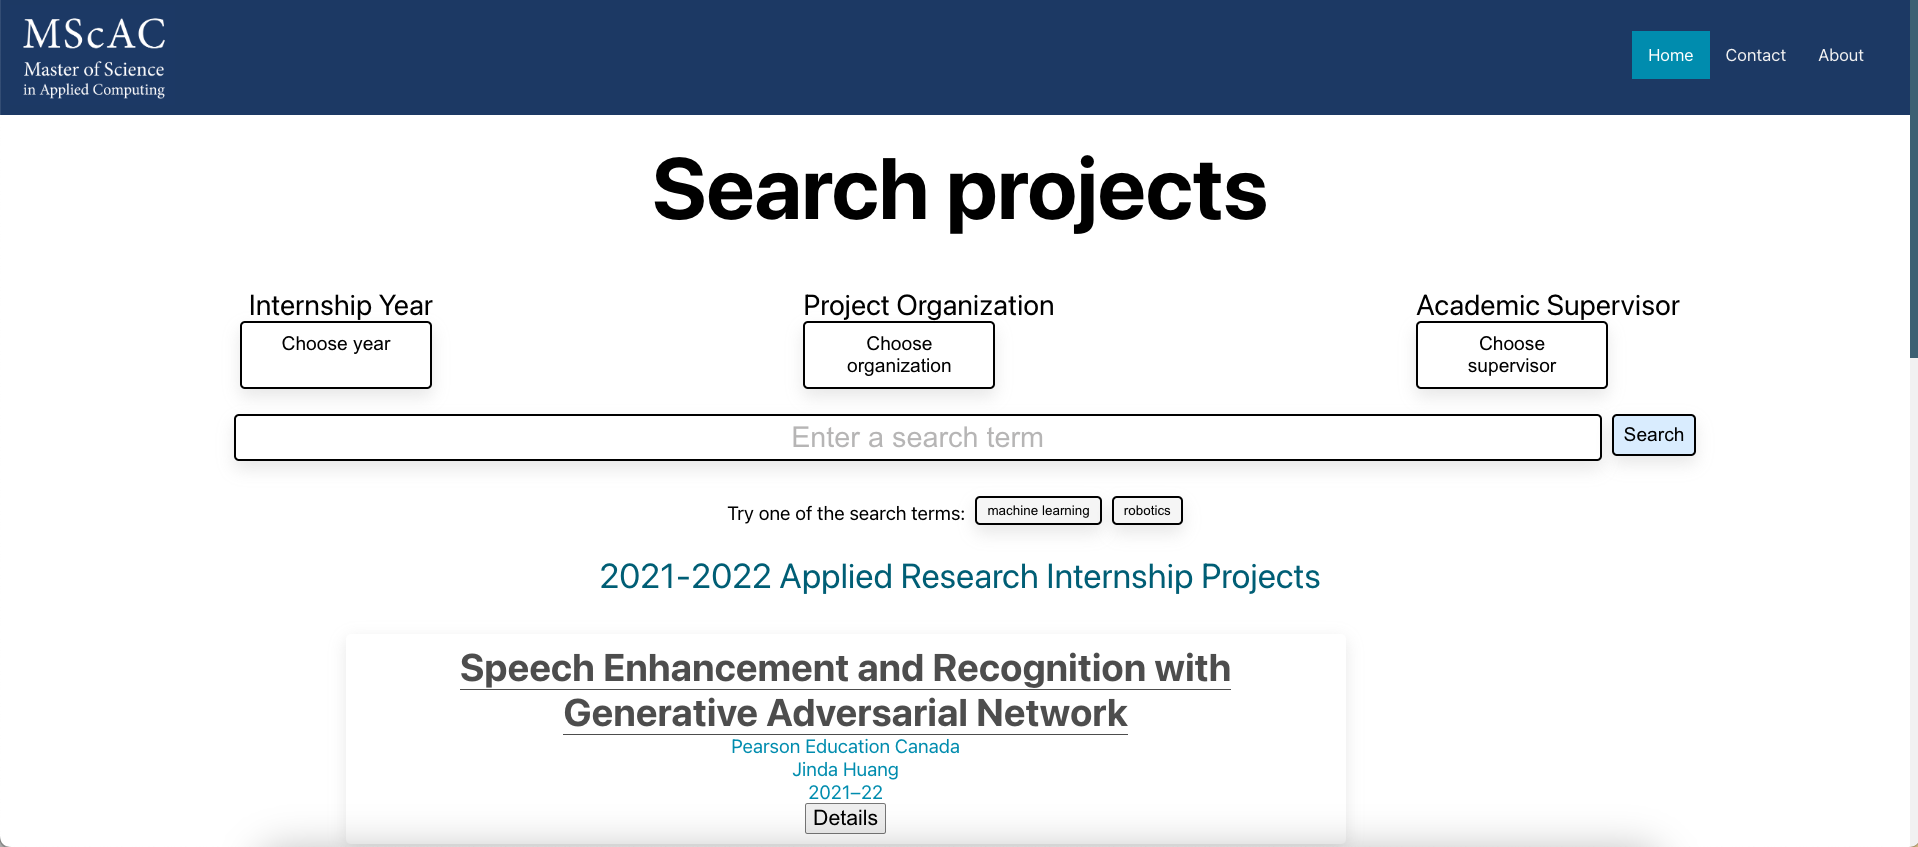 MScAC
Master of Science
in Applied Computing
Home Contact About
Search projects
Internship Year Project Organization Academic Supervisor
Choose year
Choose
organization
Choose
supervisor
Enter a search term
Search
Try one of the search terms: machine learning robotics
2021-2022 Applied Research Internship Projects
Speech Enhancement and Recognition with
Generative Adversarial Network
Pearson Education Canada
Jinda Huang
2021–22
Details